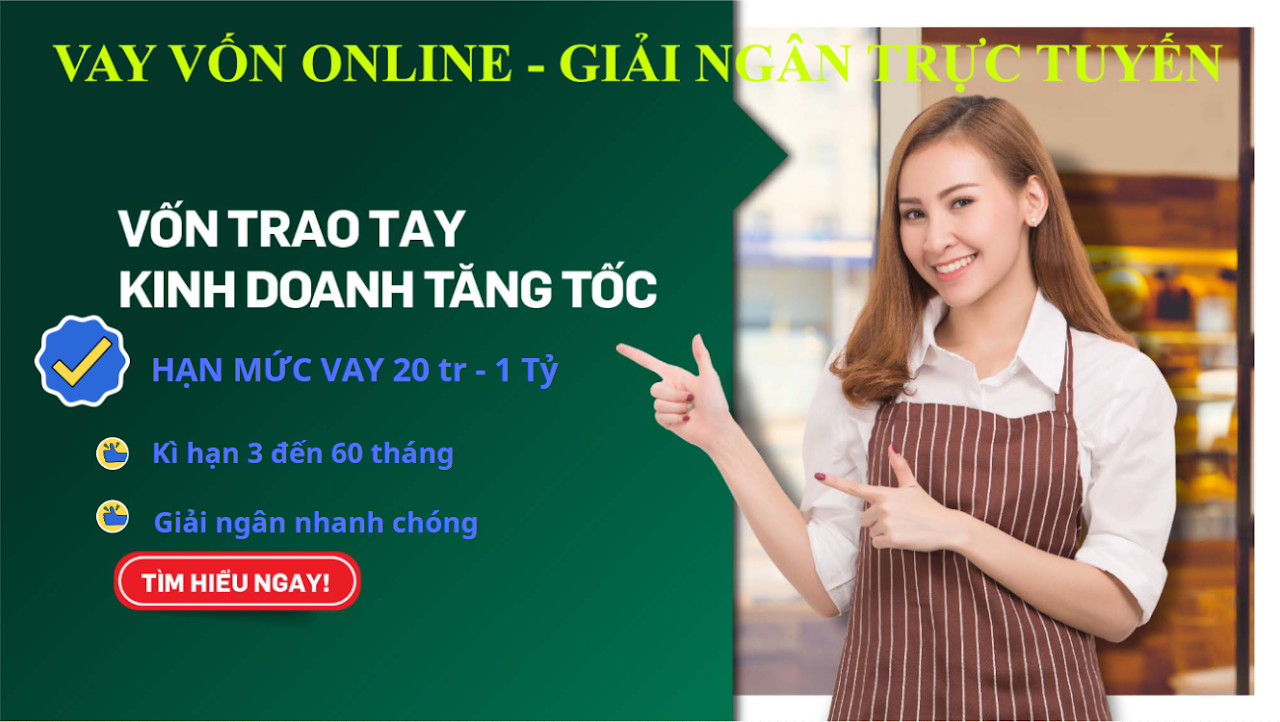 VAY VỐN ONLINE - GIẢI NGÂN TRỰC TUYẾN
VỐN TRAO TAY
KINH DOANH TĂNG TỐC
HẠN MỨC VAY 20 tr - 1 Tỷ
Kì hạn 3 đến 60 tháng
Giải ngân nhanh chóng
TÌM HIỂU NGAY!